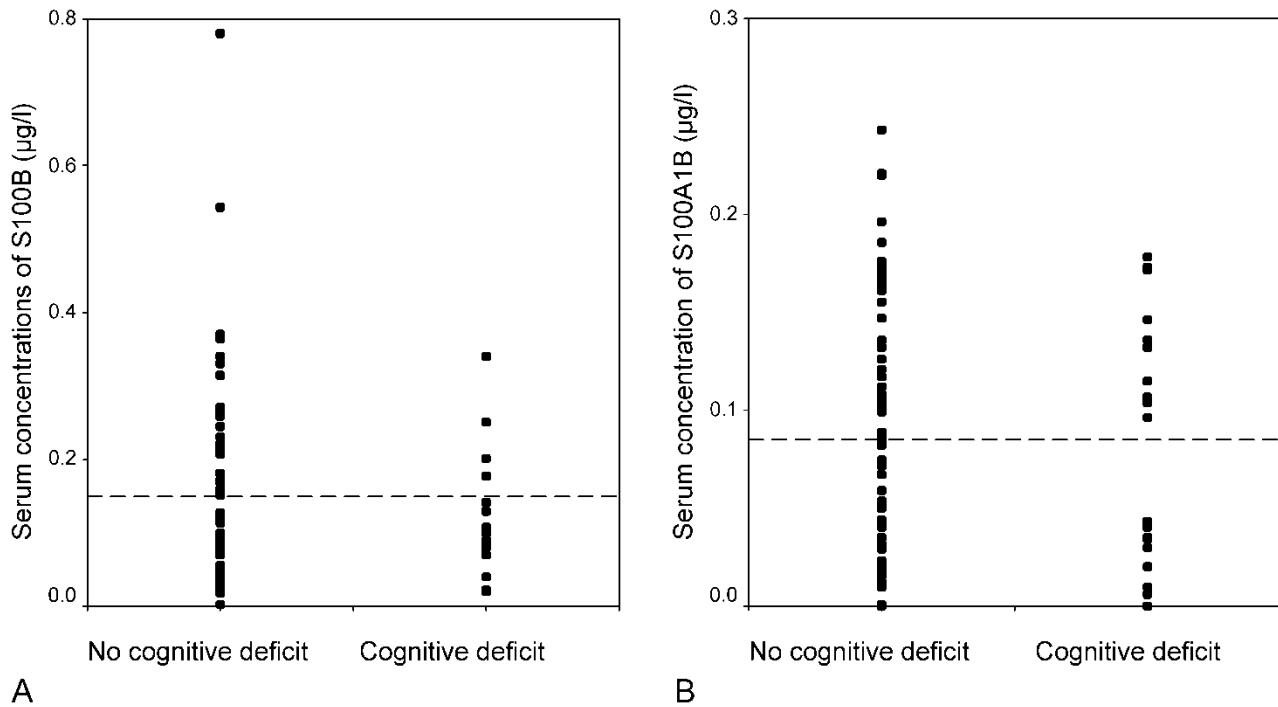 Serum concentrations of S100B (µg/l)
0.8
0.6
0.4
0.2
0.0
No cognitive deficit
Cognitive deficit
A
Serum concentration of S100A1B (µg/l)
0.3
0.2
0.1
0.0
No cognitive deficit
Cognitive deficit
B